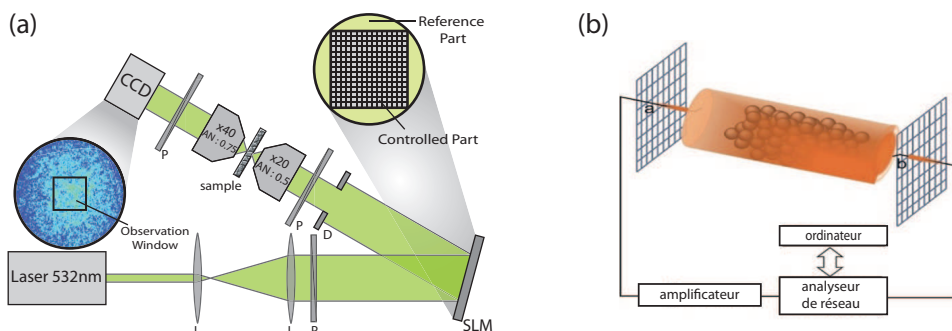 (a)
Reference
Part
CCD
x40
AN : 0.75
P
Controlled Part
sample
x20
AN : 0.5
P
D
Observation
Window
Laser 532nm
SLM
(b)
a
b
ordinateur
amplificateur
analyseur
de réseau